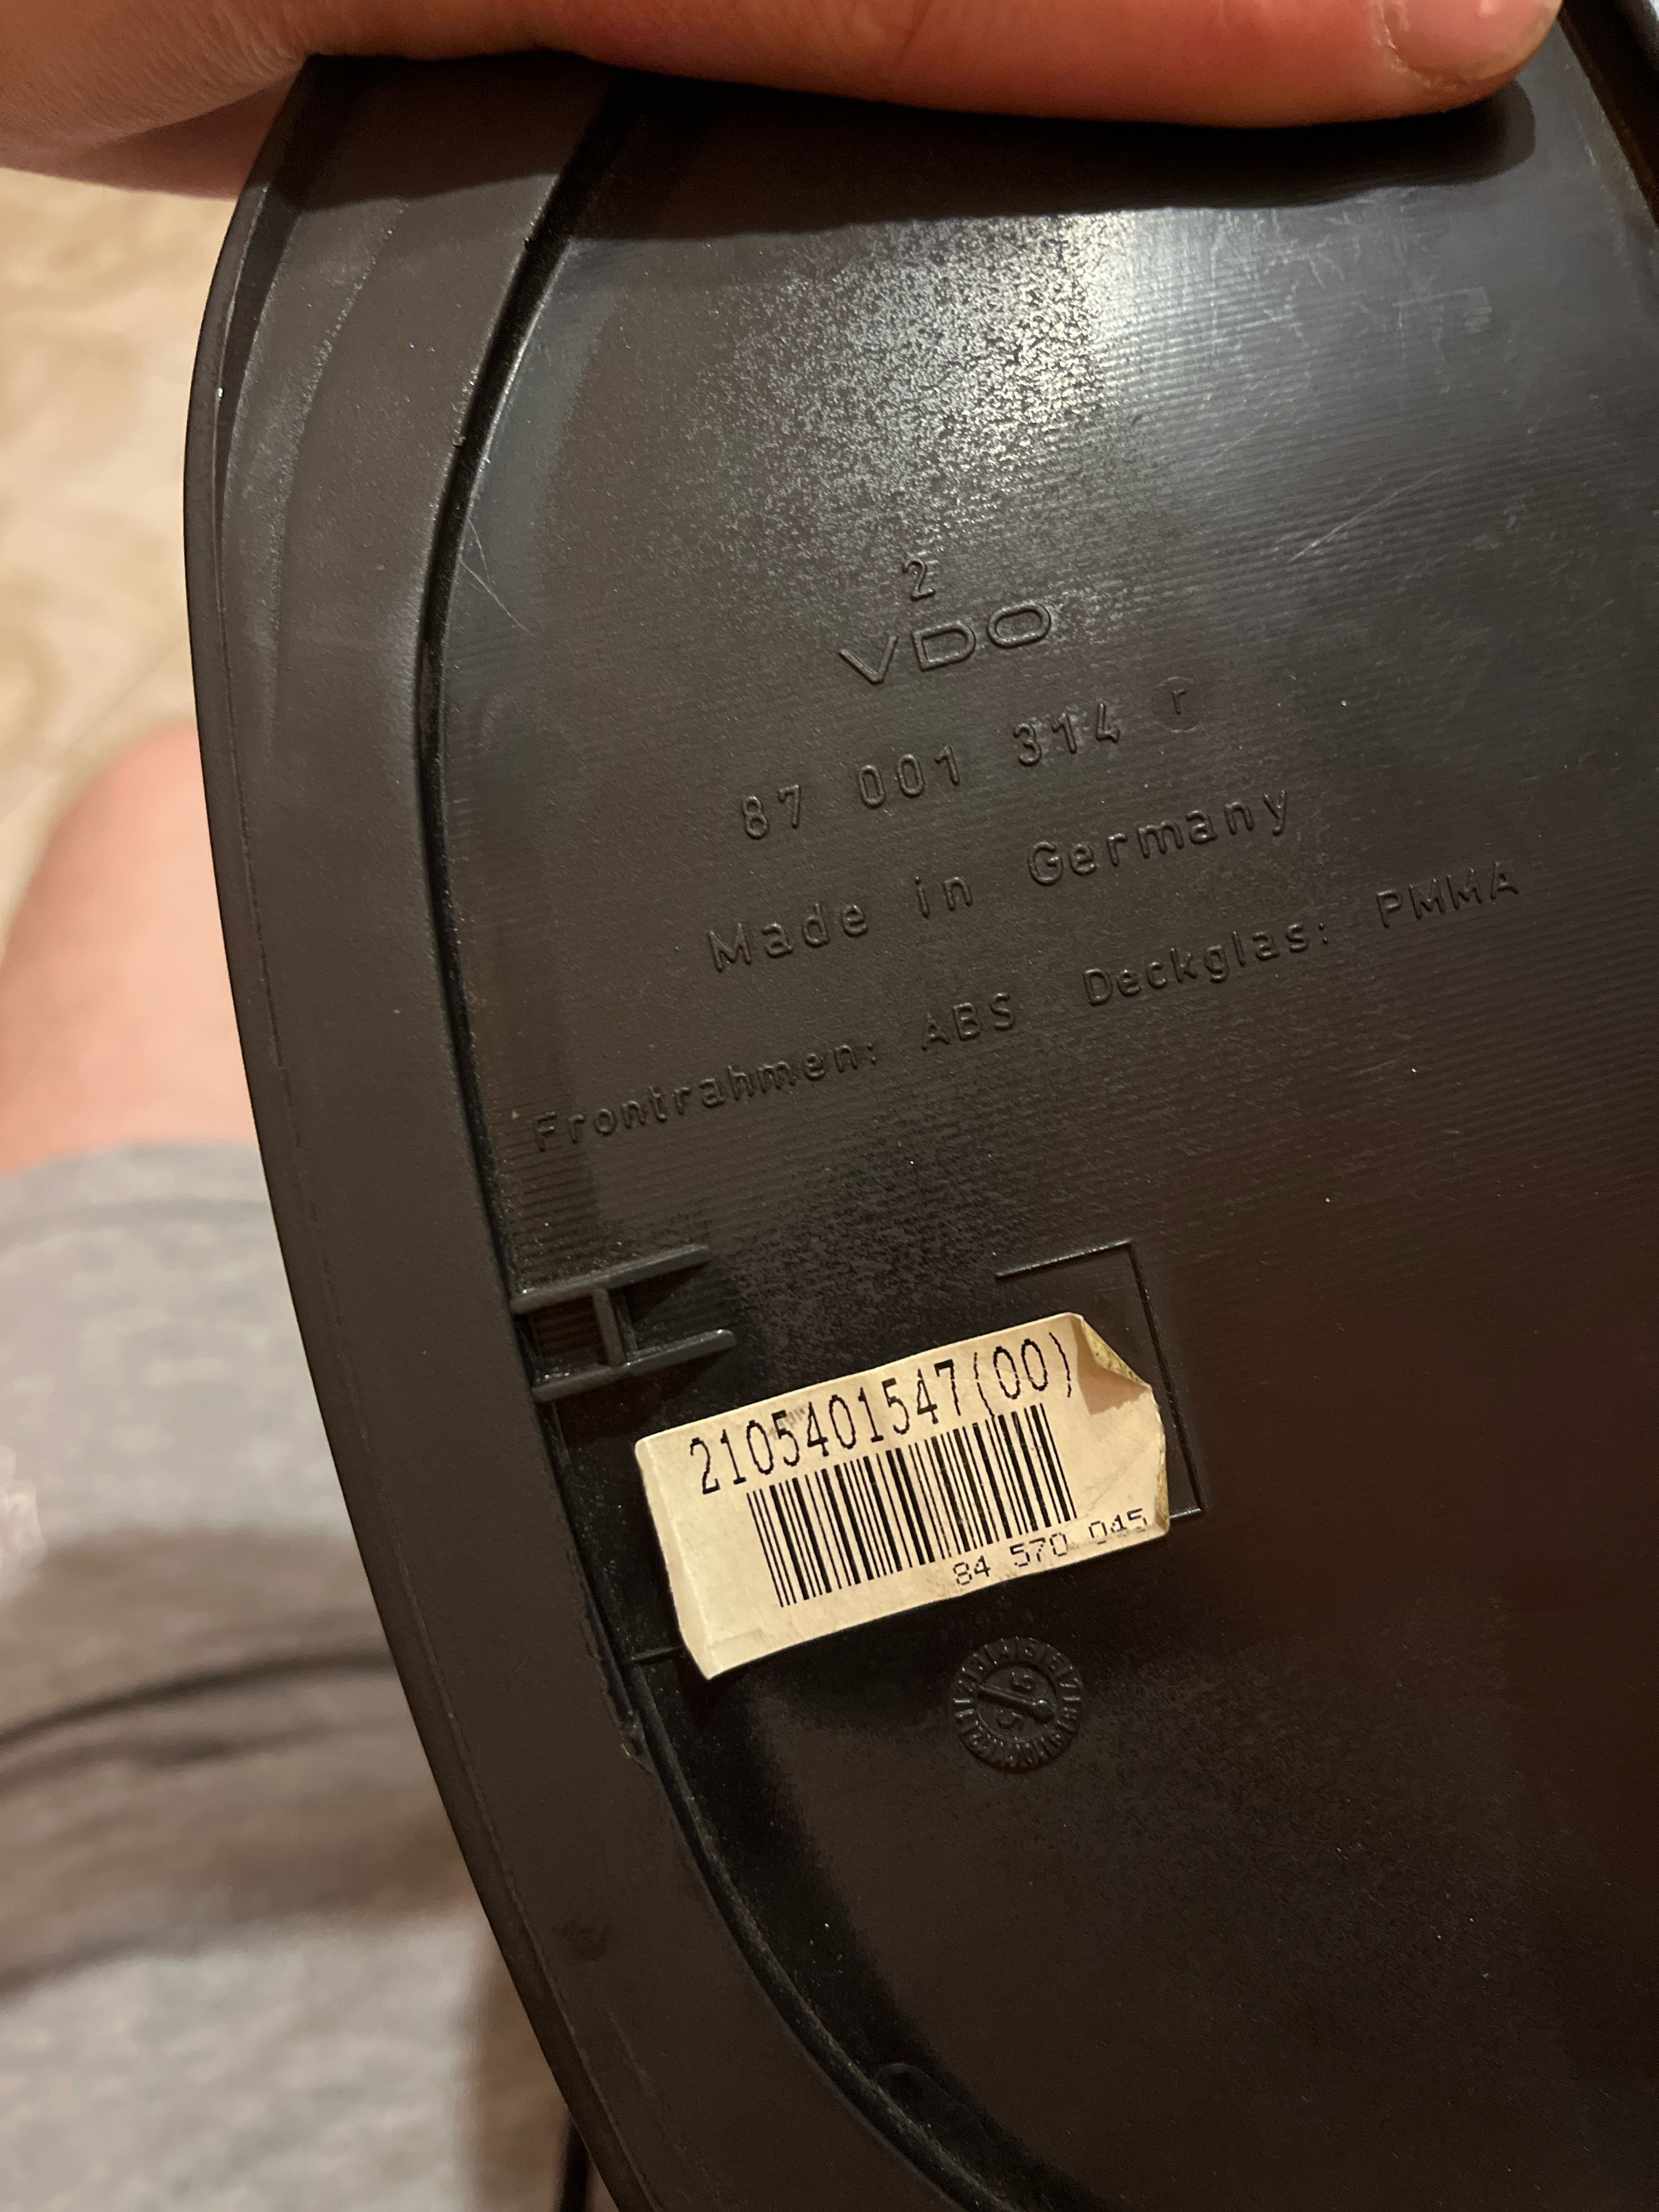 2
VDO
87 001 314 r
Made in Germany
Frontrahmen: ABS Deckglas: PMMA
2105401547(00)
84 570 045